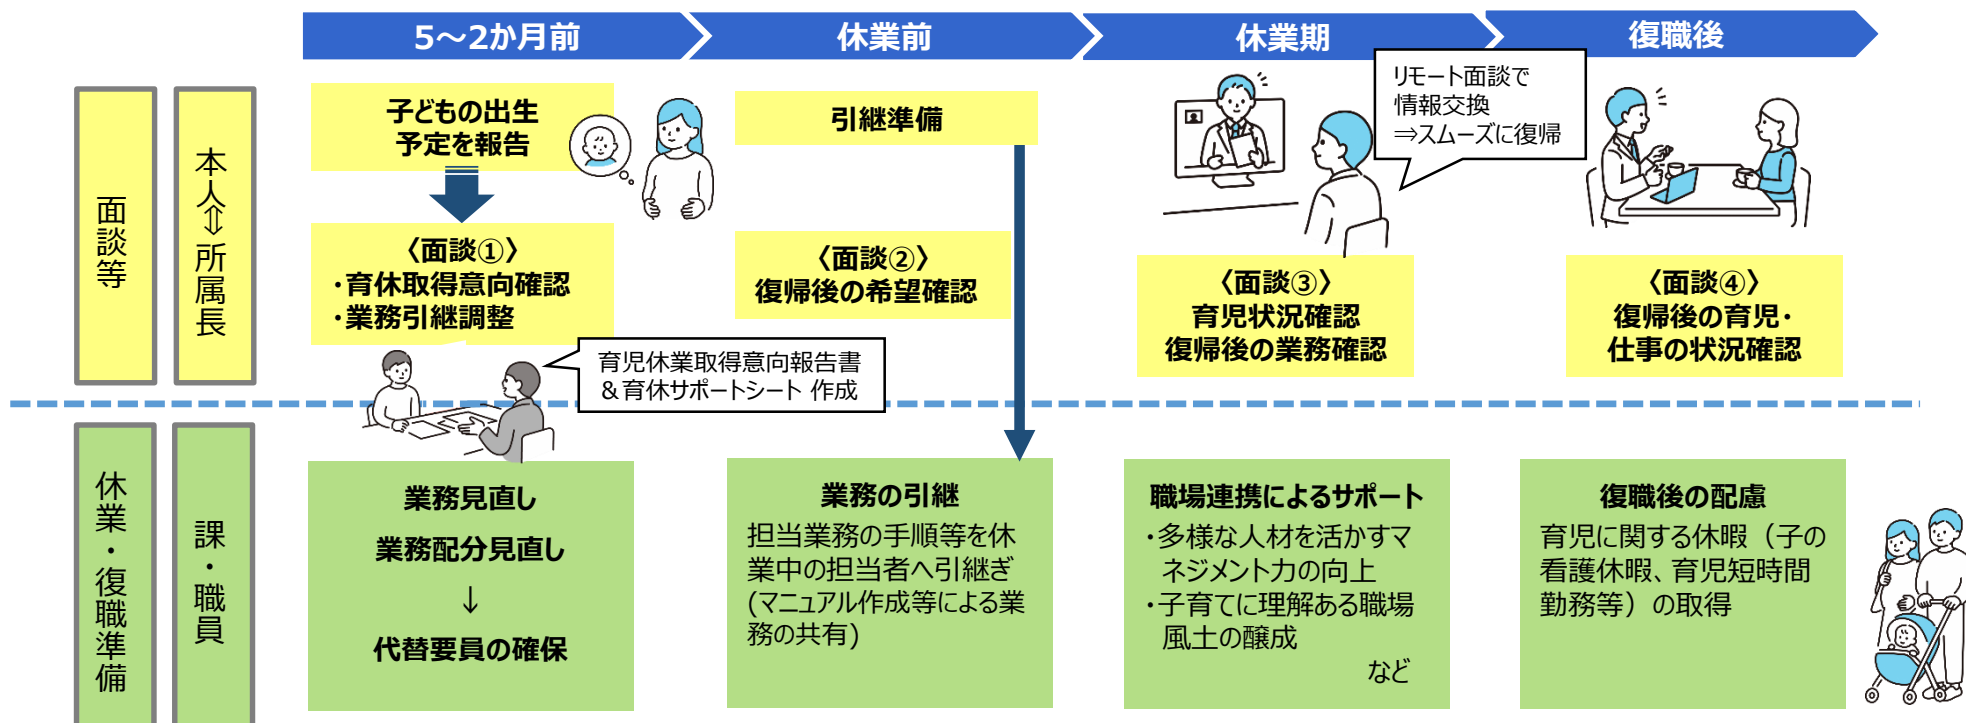 5～2か月前
休業前
休業期
復職後
面談等
本人⇔所属長
子どもの出生
予定を報告
引継準備
リモート面談で
情報交換
⇒スムーズに復帰
〈面談①〉
・育休取得意向確認
・業務引継調整
〈面談②〉
復帰後の希望確認
〈面談③〉
育児状況確認
復帰後の業務確認
〈面談④〉
復帰後の育児・
仕事の状況確認
育児休業取得意向報告書
＆育休サポートシート 作成
休業・復職準備
課・職員
業務見直し
業務配分見直し
↓
代替要員の確保
業務の引継
担当業務の手順等を休
業中の担当者へ引継ぎ
(マニュアル作成等による業
務の共有)
職場連携によるサポート
・多様な人材を活かすマ
ネジメント力の向上
・子育てに理解ある職場
風土の醸成
など
復職後の配慮
育児に関する休暇（子の
看護休暇、育児短時間
勤務等）の取得